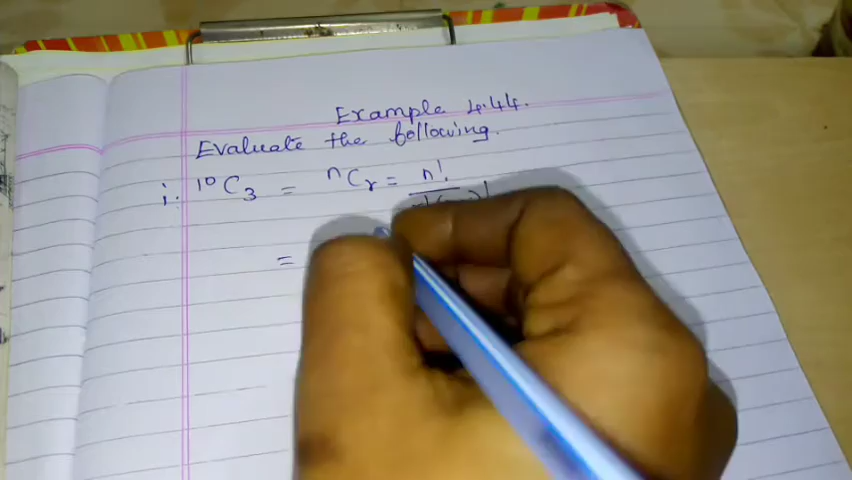 Example 4.44.
Evaluate the following.
i. ¹⁰C₃ = ⁿCᵣ = n!
=